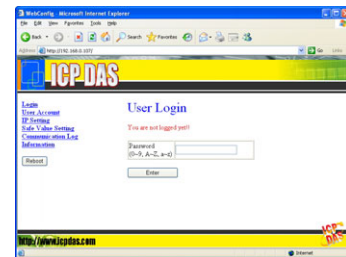 WebConfig - Microsoft Internet Explorer
File Edit View Favorites Tools Help
Back Search Favorites
Address http://192.168.0.107/ Go Links
ICP DAS
Login
User Account
IP Setting
Safe Value Setting
Communication Log
Information
Reboot
User Login
You are not logged yet!!
Password
(0~9, A~Z, a~z)
Enter
http://www.icpdas.com
ICP DAS
Internet